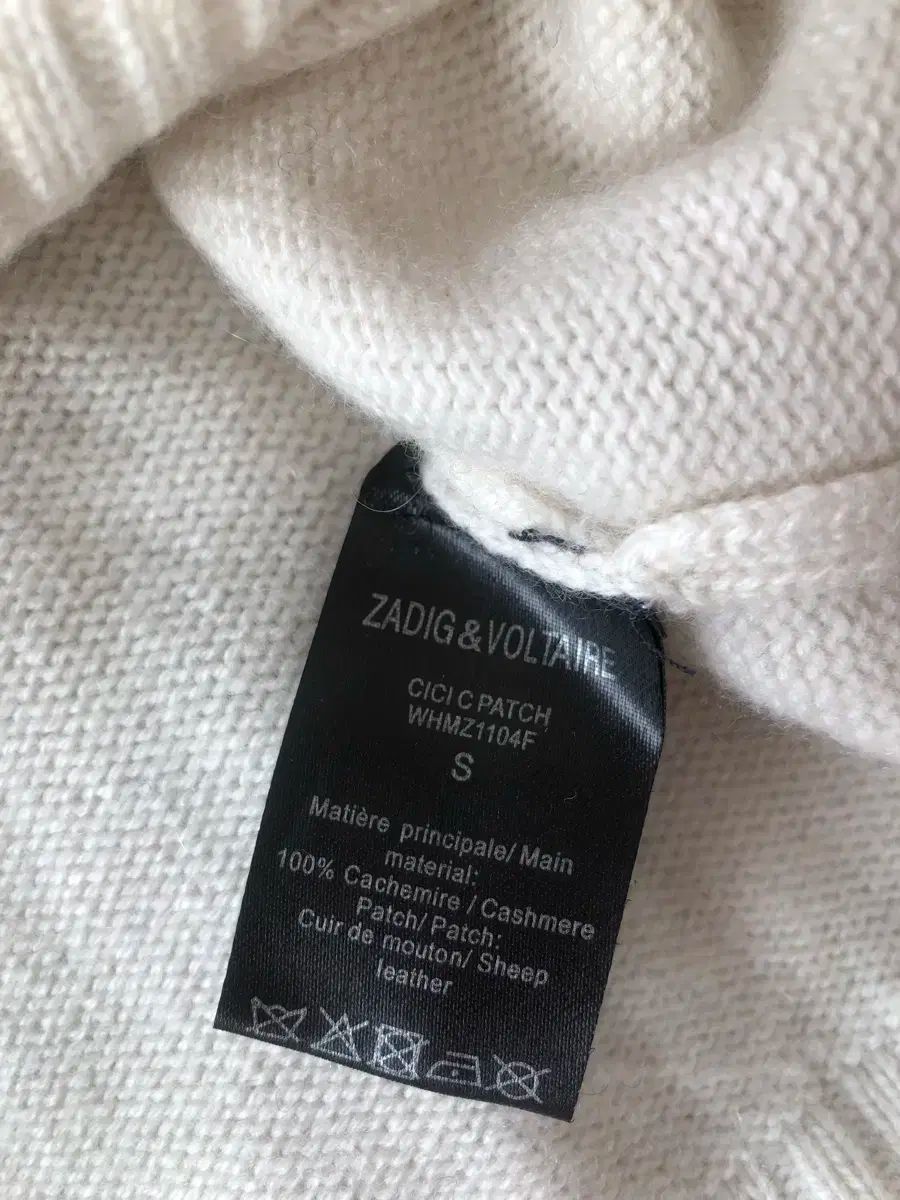 ZADIG&VOLTAIRE
CICI C PATCH
WHMZ1104F
S
Matière principale/ Main
material:
100% Cachemire / Cashmere
Patch/ Patch:
Cuir de mouton/ Sheep
leather